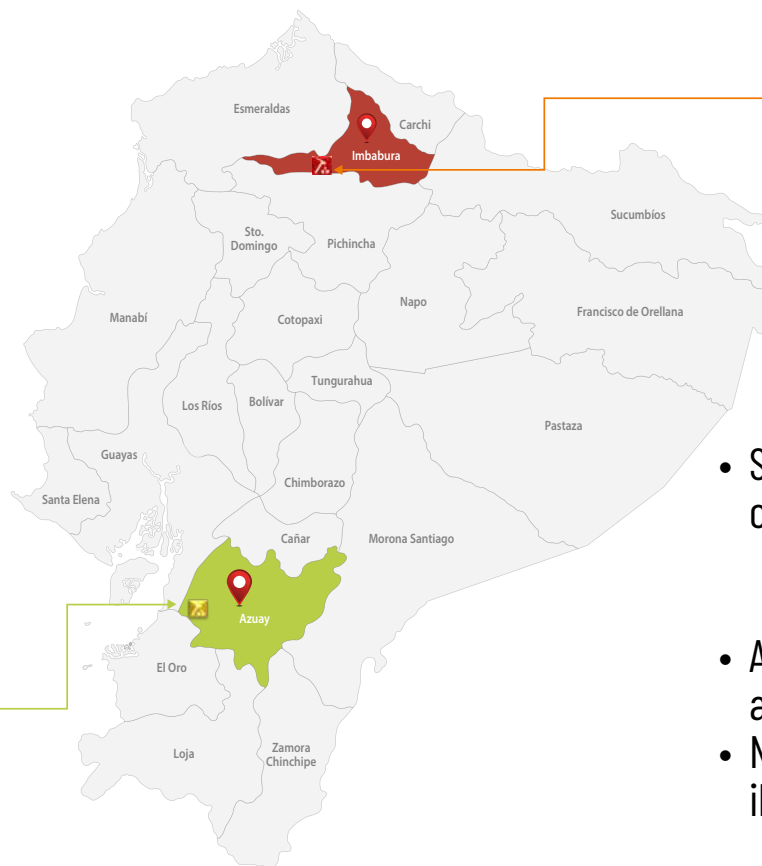 Esmeraldas
Carchi
Imbabura
Sucumbíos
Sto.
Domingo
Pichincha
Napo
Manabí
Francisco de Orellana
Cotopaxi
Tungurahua
Los Ríos
Bolívar
Pastaza
Guayas
Chimborazo
Santa Elena
Cañar
Morona Santiago
Azuay
El Oro
Loja
Zamora
Chinchipe